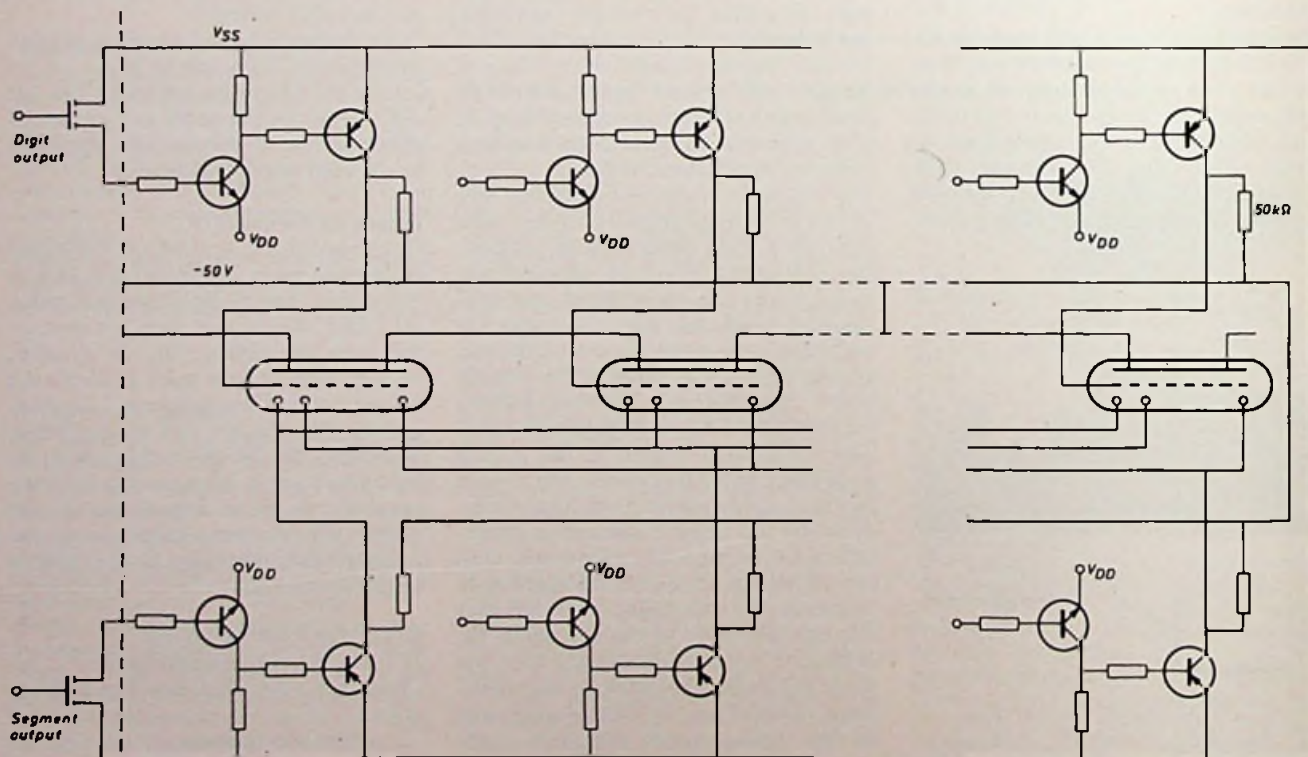 VSS
Digit
output
VDD
VDD
VDD
50kΩ
-50V
VDD
VDD
VDD
Segment
output